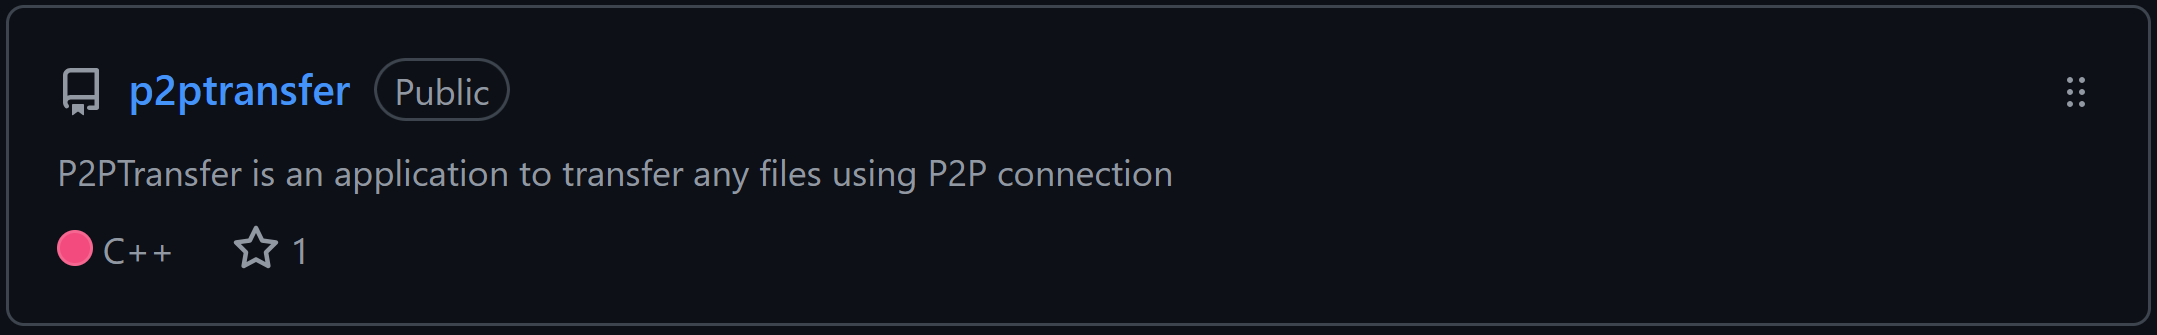 p2ptransfer Public
P2PTransfer is an application to transfer any files using P2P connection
C++ 1